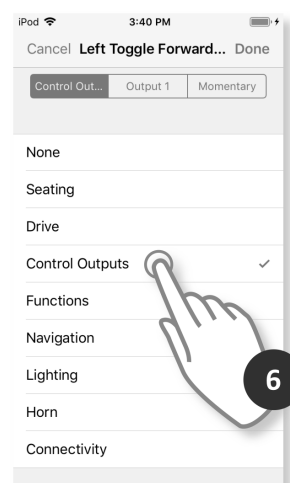 iPod 3:40 PM
Cancel Left Toggle Forward... Done
Control Out... Output 1 Momentary
None
Seating
Drive
Control Outputs
Functions
Navigation
Lighting
6
Horn
Connectivity